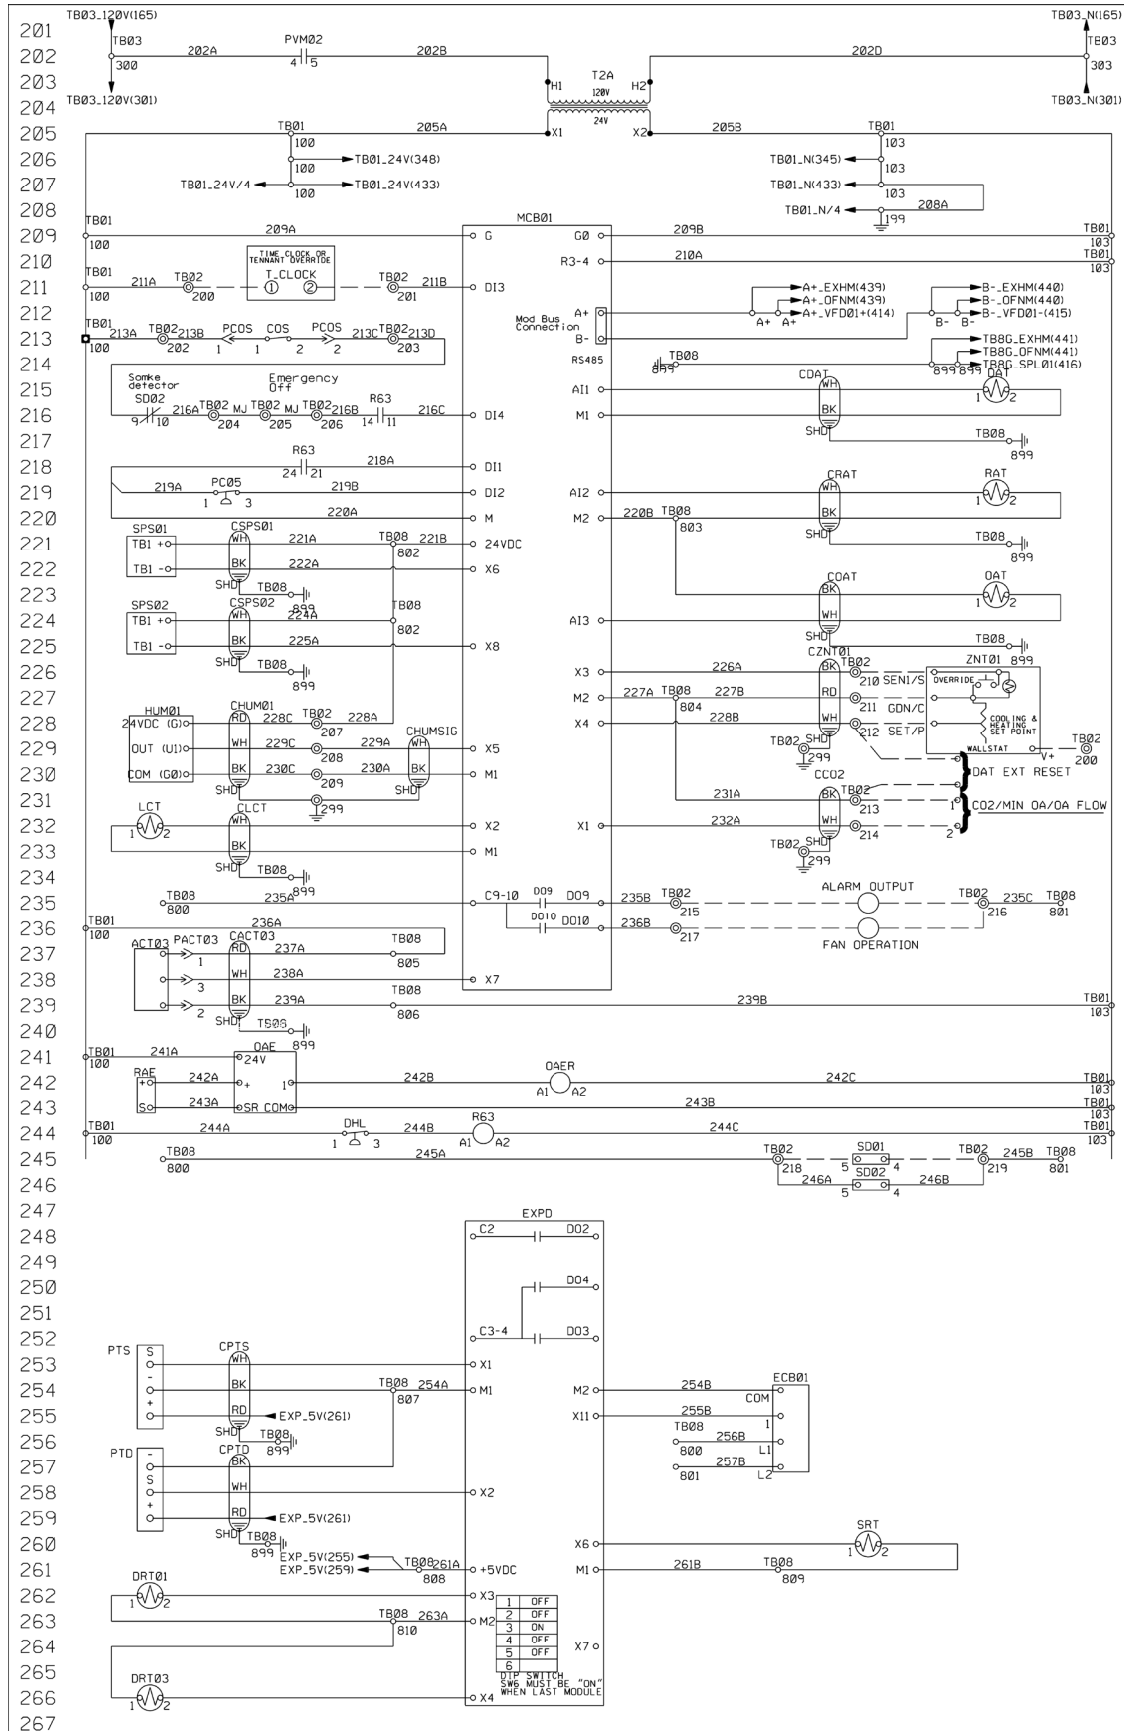 TB03_120V(165) TB03_N(165)
201
TB03 PVM02 TB03
202 202A 202B 202D
300 4 5 303
203 H1 T2A H2
120V
TB03_120V(301) TB03_N(301)
204
24V
205 TB01 205A X1 X2 205B TB01
100 103
206 TB01_24V(348) TB01_N(345)
100 103
207 TB01_24V/4 TB01_24V(433) TB01_N(433)
100 103
208 TB01_N/4 208A
TB01 MCB01 199
209 209A G G0 209B TB01
100 103
210 TIME CLOCK OR R3-4 210A TB01
TENNANT OVERRIDE 103
TB01 T_CLOCK
211 211A TB02 1 2 TB02 211B DI3 A+_EXHM(439) B-_EXHM(440)
100 200 201 A+_OFNM(439) B-_OFNM(440)
212 A+ A+_VFD01+(414) B-_VFD01-(415)
TB01 Mod Bus A+ A+ B- B-
213 213A TB02 213B PCOS COS PCOS 213C TB02 213D Connection B- TB8G_EXHM(441)
100 202 1 1 2 2 203 TB8G_OFNM(441)
214 RS485 899 TB08 899 899 TB8G_SPL01(416)
Samke Emergency
detector Off CDAT OAT
215 AI1 WH 1 2
SD02 R63
216 9 10 216A TB02 MJ TB02 MJ TB02 216B 14 11 216C DI4 M1 BK
204 205 206 SHD
217 TB08
899
R63
218 24 21 218A DI1
CRAT RAT
219 219A PC05 219B DI2 AI2 WH 1 2
1 3
220 220A M M2 220B TB08 BK
803 SHD
SPS01 CSPS01
221 TB1 + WH 221A TB08 221B 24VDC TB08
802 899
222 TB1 - BK 222A X6
SHD
223 TB08 COAT OAT
899 BK 1 2
SPS02 CSPS02 TB08
224 TB1 + WH 224A 802 AI3 WH
SHD
225 TB1 - BK 225A X8 TB08
SHD CZNT01 899
226 TB08 X3 226A BK TB02 ZNT01
899 210 SEN1/S OVERRIDE
227 M2 227A TB08 227B RD 211 GDN/C
804
HUM01 CHUM01
228 24VDC (G) RD 228C TB02 228A X4 228B WH 212 SET/P COOLING &
207 HEATING
CHUMSIG SET POINT
229 OUT (U1) WH 229C 229A WH X5 SHD TB02 WALLSTAT V+ TB02
208 299 200
230 COM (G0) BK 230C 230A BK M1 CCO2 DAT EXT RESET
SHD 209 SHD
231 299 231A BK TB02 1 CO2/MIN OA/OA FLOW
LCT CLCT 213
232 1 2 WH X2 X1 232A WH 214 2
233 BK M1 SHD TB02
SHD 299
234 TB08
899
235 TB08 235A C9-10 DO9 DO9 235B TB02 ALARM OUTPUT TB02 235C TB08
800 215 216 801
236 TB01 236A DO10 DO10 236B
100 217 FAN OPERATION
ACT03 PACT03 CACT03
237 1 RD 237A TB08
805
238 3 WH 238A X7
239 2 BK 239A TB08 239B TB01
SHD 806 103
240 TB08
899
241 TB01 241A OAE
100 24V
242 RAE + 242A + 1 242B OAER 242C TB01
A1 A2 103
243 S 243A SR COM 243B TB01
103
244 TB01 244A DHL 244B R63 244C TB01
100 1 3 A1 A2 103
245 TB08 245A TB02 SD01 TB02 245B TB08
800 218 5 4 219 801
246 246A SD02 246B
5 4
247
EXPD
248 C2 DO2
249
250 DO4
251
252 C3-4 DO3
PTS CPTS
S
253 WH X1
-
254 BK TB08 254A M1 M2 254B ECB01
807 COM
+
255 RD EXP_5V(261) X11 255B
1
256 SHD TB08 TB08 256B
899 800 L1
PTD CPTD
-
257 BK 257B
801 L2
S
258 WH X2
+
259 RD EXP_5V(261)
260 SHD TB08 X6 SRT
899 EXP_5V(255) 1 2
261 EXP_5V(259) TB08 261A +5VDC M1 261B TB08
808 809
262 DRT01 X3
1 2 1 OFF
263 TB08 263A M2 2 OFF
810 3 ON
264 4 OFF X7
5 OFF
265 6
DIP SWITCH
DRT03 SW6 MUST BE "ON"
WHEN LAST MODULE
266 1 2 X4
267